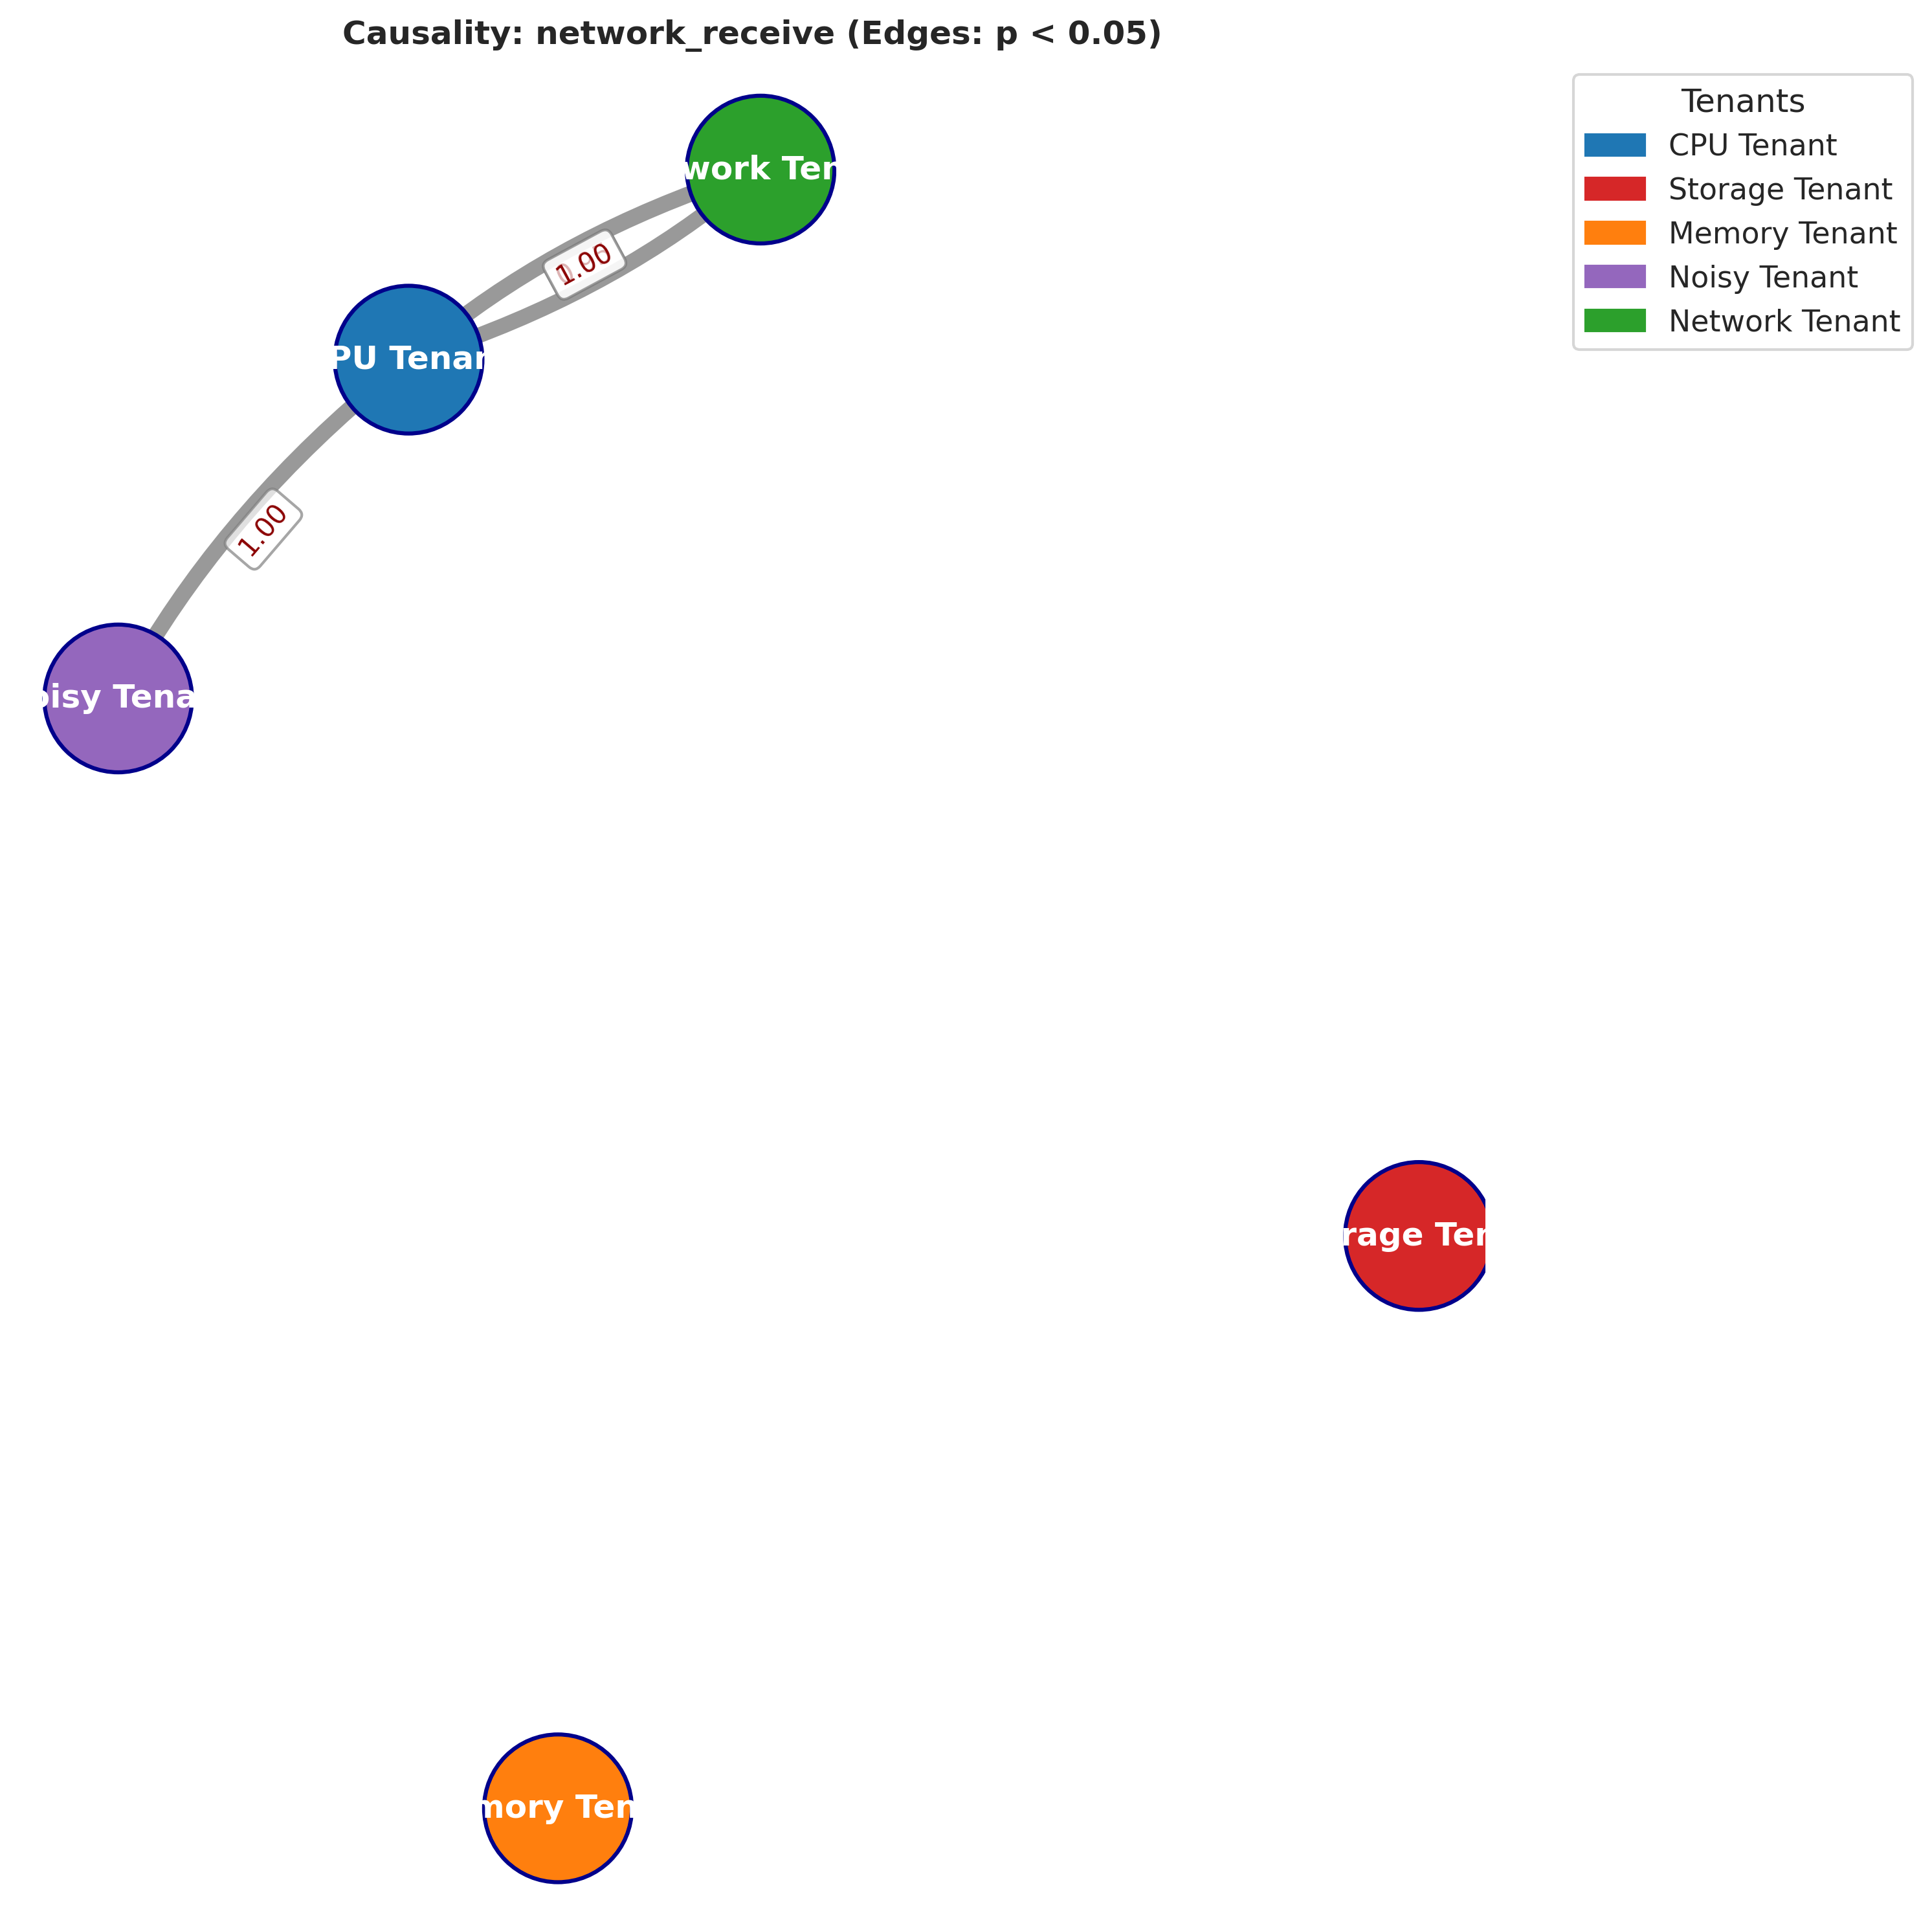 Causality: network_receive (Edges: p < 0.05)
Tenants
CPU Tenant
Storage Tenant
Memory Tenant
Noisy Tenant
Network Tenant
work Ten
1.00
PU Tenan
1.00
oisy Tena
rage Ten
mory Ten